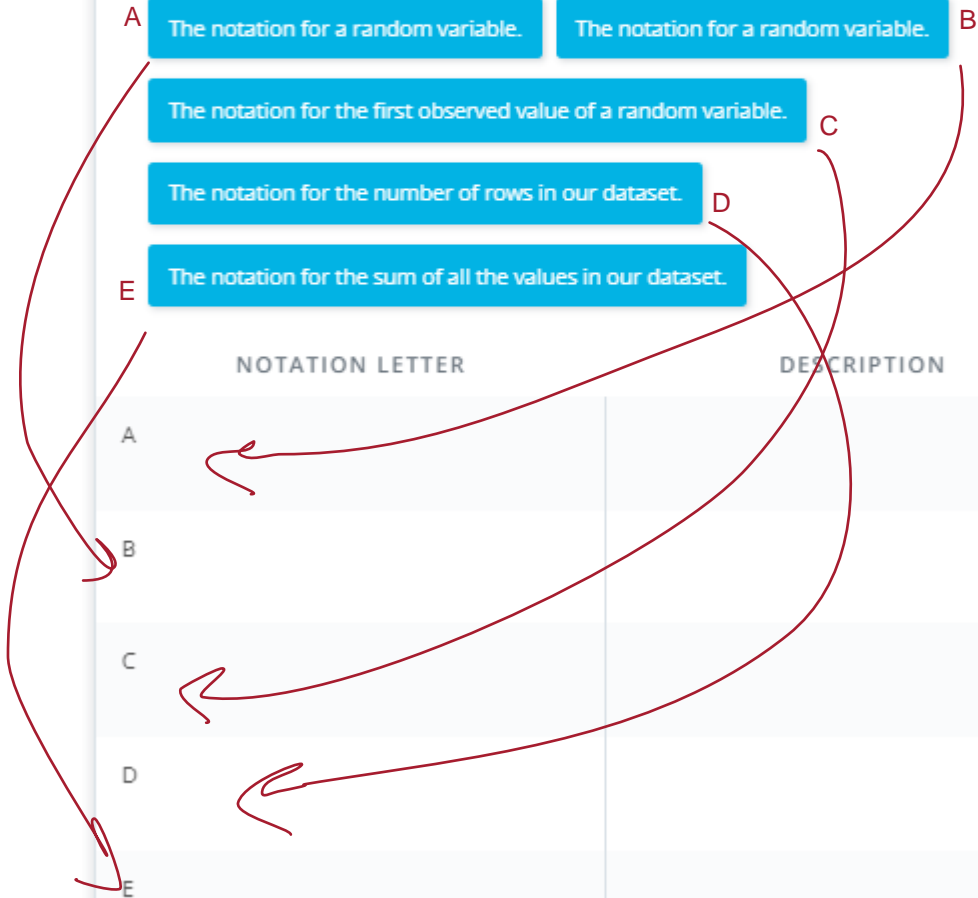 A The notation for a random variable. The notation for a random variable. B
The notation for the first observed value of a random variable. C
The notation for the number of rows in our dataset. D
E The notation for the sum of all the values in our dataset.
NOTATION LETTER DESCRIPTION
A
B
C
D
E